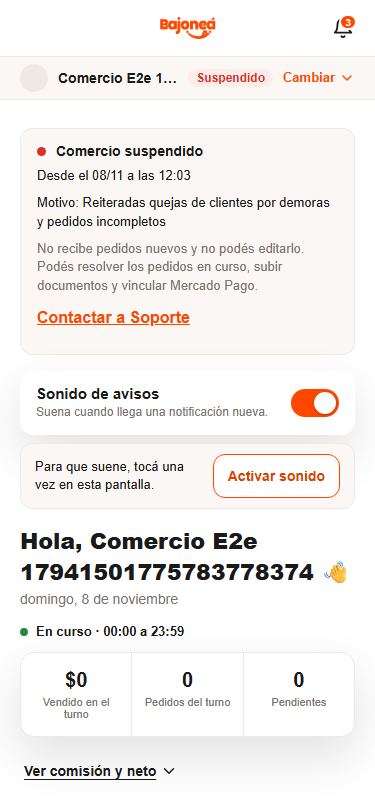 Bajoneá
3
Comercio E2e 1... Suspendido Cambiar
Comercio suspendido
Desde el 08/11 a las 12:03
Motivo: Reiteradas quejas de clientes por demoras
y pedidos incompletos
No recibe pedidos nuevos y no podés editarlo.
Podés resolver los pedidos en curso, subir
documentos y vincular Mercado Pago.
Contactar a Soporte
Sonido de avisos
Suena cuando llega una notificación nueva.
Para que suene, tocá una
vez en esta pantalla.
Activar sonido
Hola, Comercio E2e
17941501775783778374 👋
domingo, 8 de noviembre
En curso · 00:00 a 23:59
$0 0 0
Vendido en el Pedidos del turno Pendientes
turno
Ver comisión y neto